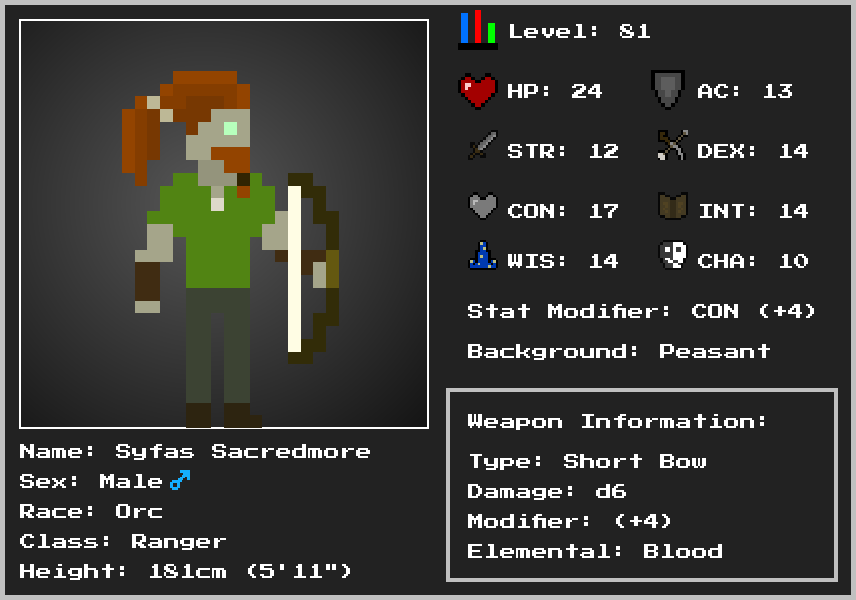 Level: 81
HP: 24 AC: 13
STR: 12 DEX: 14
CON: 17 INT: 14
WIS: 14 CHA: 10
Stat Modifier: CON (+4)
Background: Peasant
Weapon Information:
Type: Short Bow
Damage: d6
Modifier: (+4)
Elemental: Blood
Name: Syfas Sacredmore
Sex: Male♂
Race: Orc
Class: Ranger
Height: 181cm (5'11")